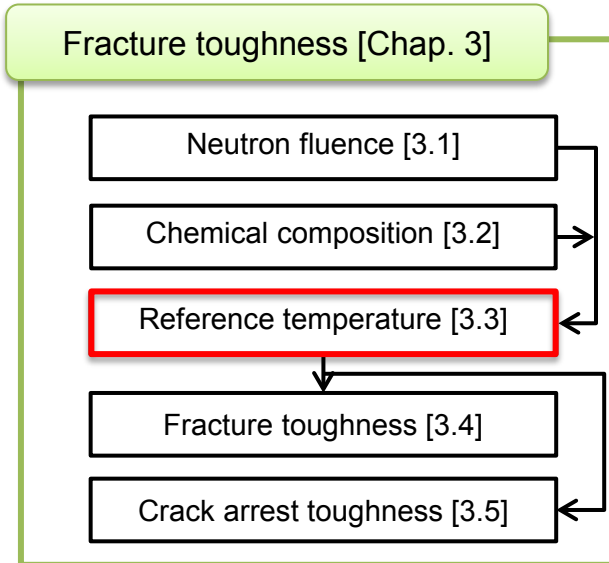 Fracture toughness [Chap. 3]
Neutron fluence [3.1]
Chemical composition [3.2]
Reference temperature [3.3]
Fracture toughness [3.4]
Crack arrest toughness [3.5]